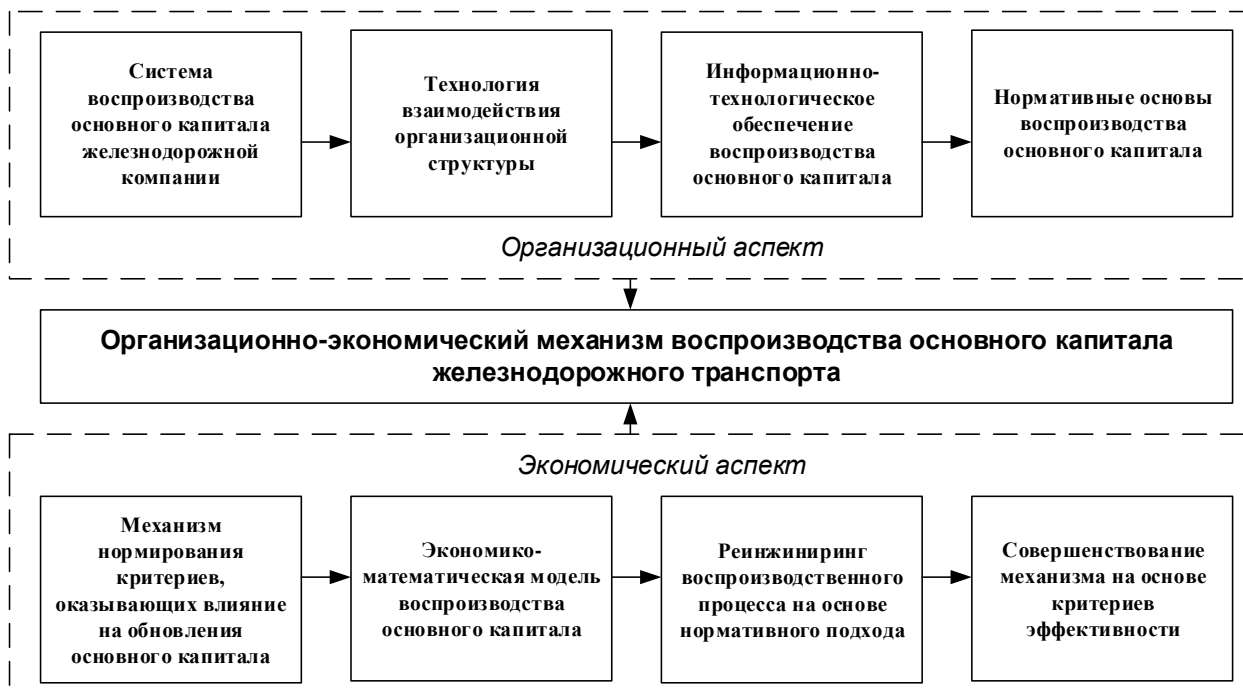 Система
воспроизводства
основного капитала
железнодорожной
компании
Технология
взаимодействия
организационной
структуры
Информационно-
технологическое
обеспечение
воспроизводства
основного капитала
Нормативные основы
воспроизводства
основного капитала
Организационный аспект
Организационно-экономический механизм воспроизводства основного капитала
железнодорожного транспорта
Экономический аспект
Механизм
нормирования
критериев,
оказывающих влияние
на обновления
основного капитала
Экономико-
математическая модель
воспроизводства
основного капитала
Реинжиниринг
воспроизводственного
процесса на основе
нормативного подхода
Совершенствование
механизма на основе
критериев
эффективности